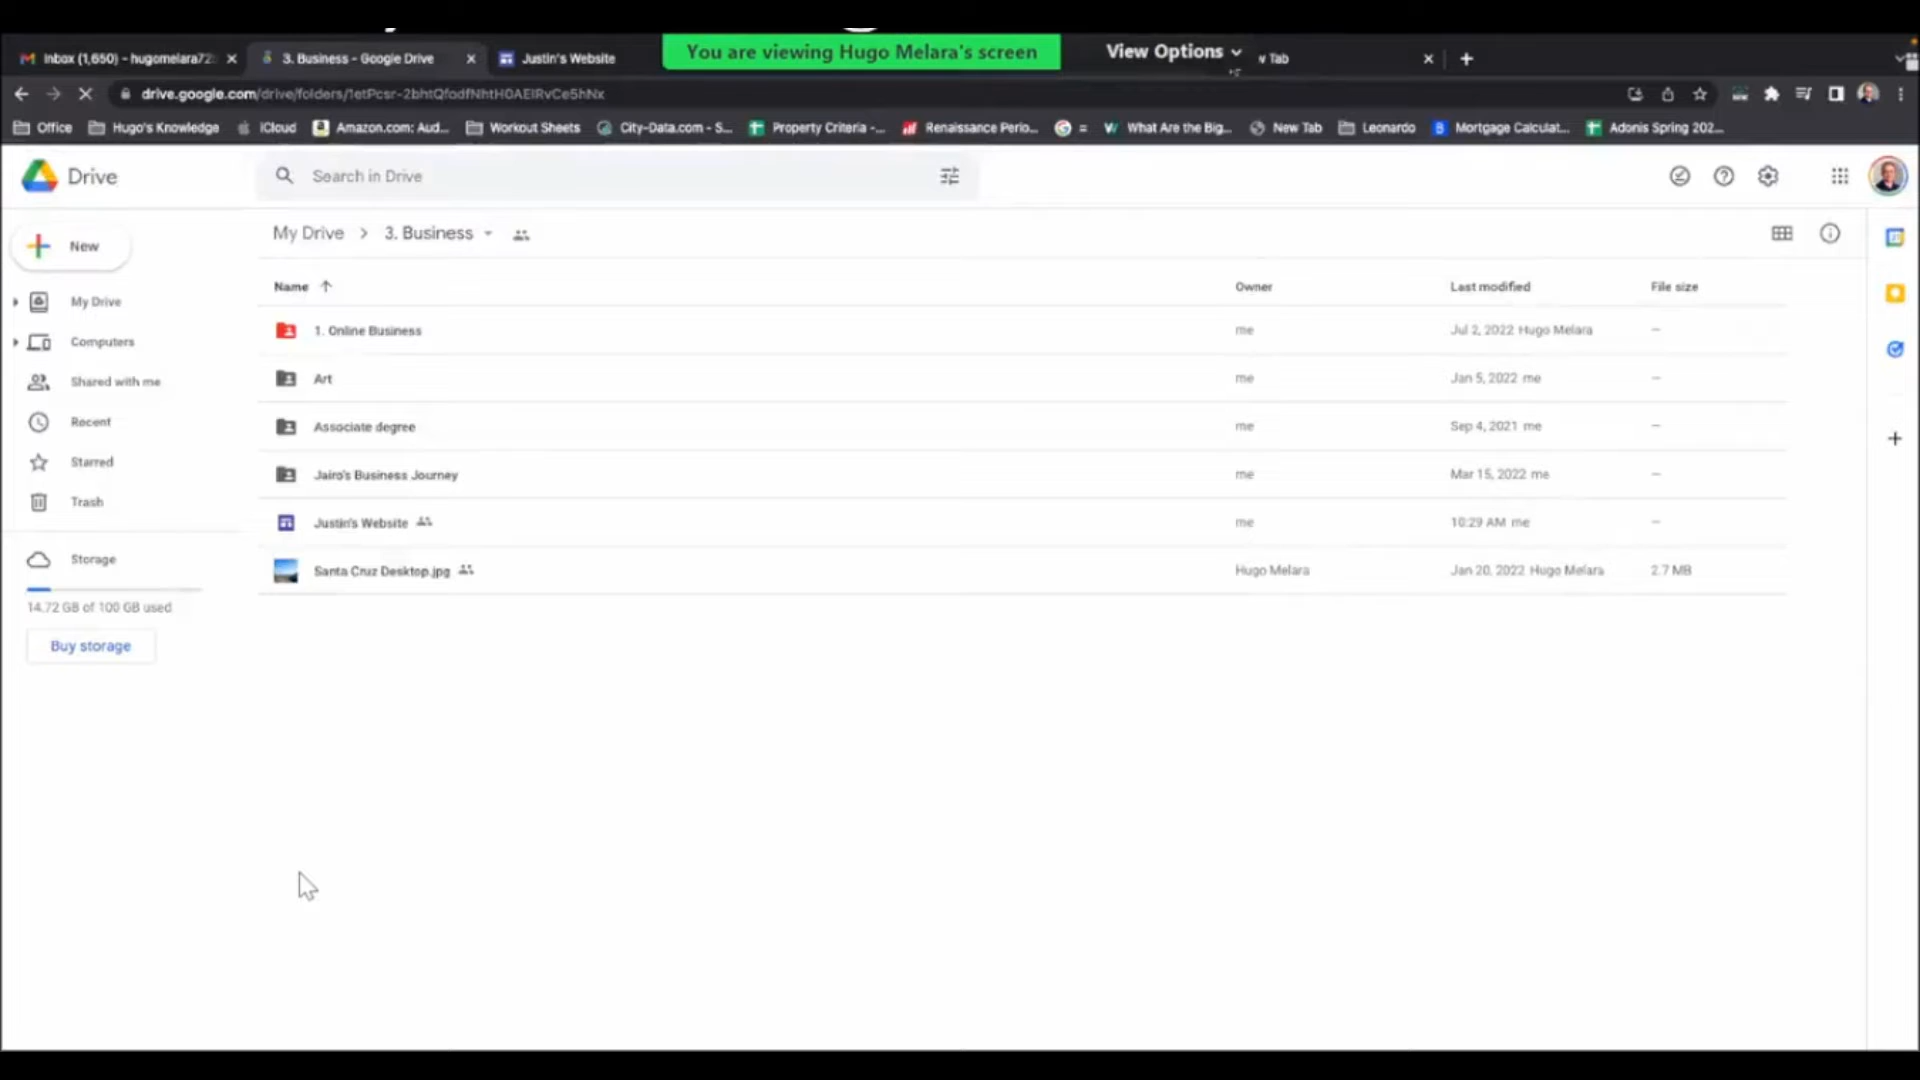 Inbox (1,650) - hugomelara72
3. Business - Google Drive
Justin's Website
You are viewing Hugo Melara's screen
View Options
v Tab
drive.google.com/drive/folders/1etPcsr-2bhtQfodfNhtH0AEIRvCe5hNx
Office
Hugo's Knowledge
iCloud
Amazon.com: Aud...
Workout Sheets
City-Data.com - S...
Property Criteria -...
Renaissance Perio...
=
What Are the Big...
New Tab
Leonardo
Mortgage Calculat...
Adonis Spring 202...
Drive
Search in Drive
New
My Drive > 3. Business
Name
Owner
Last modified
File size
My Drive
Computers
Shared with me
Recent
Starred
Trash
Storage
14.72 GB of 100 GB used
Buy storage
1. Online Business me Jul 2, 2022 Hugo Melara –
Art me Jan 5, 2022 me –
Associate degree me Sep 4, 2021 me –
Jairo's Business Journey me Mar 15, 2022 me –
Justin's Website me 10:29 AM me –
Santa Cruz Desktop.jpg Hugo Melara Jan 20, 2022 Hugo Melara 2.7 MB